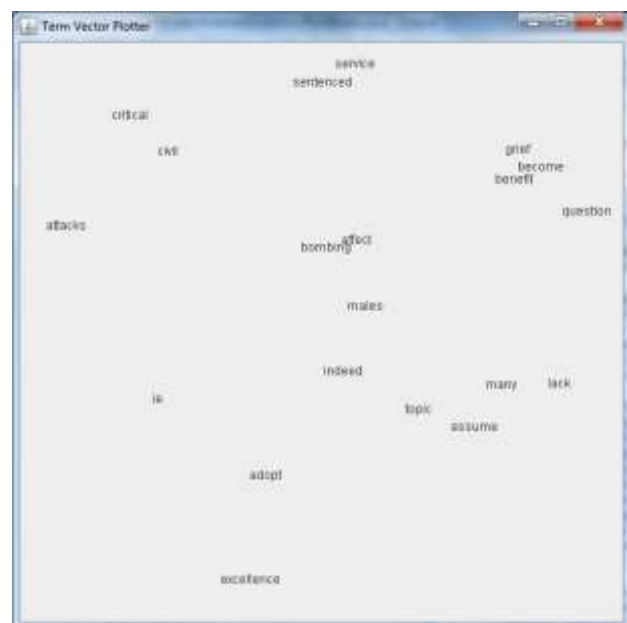 Term Vector Plotter
service
sentenced
critical
civil
grief
become
benefit
question
attacks
affect
bombing
males
indeed
many
lack
ie
topic
assume
adopt
excellence